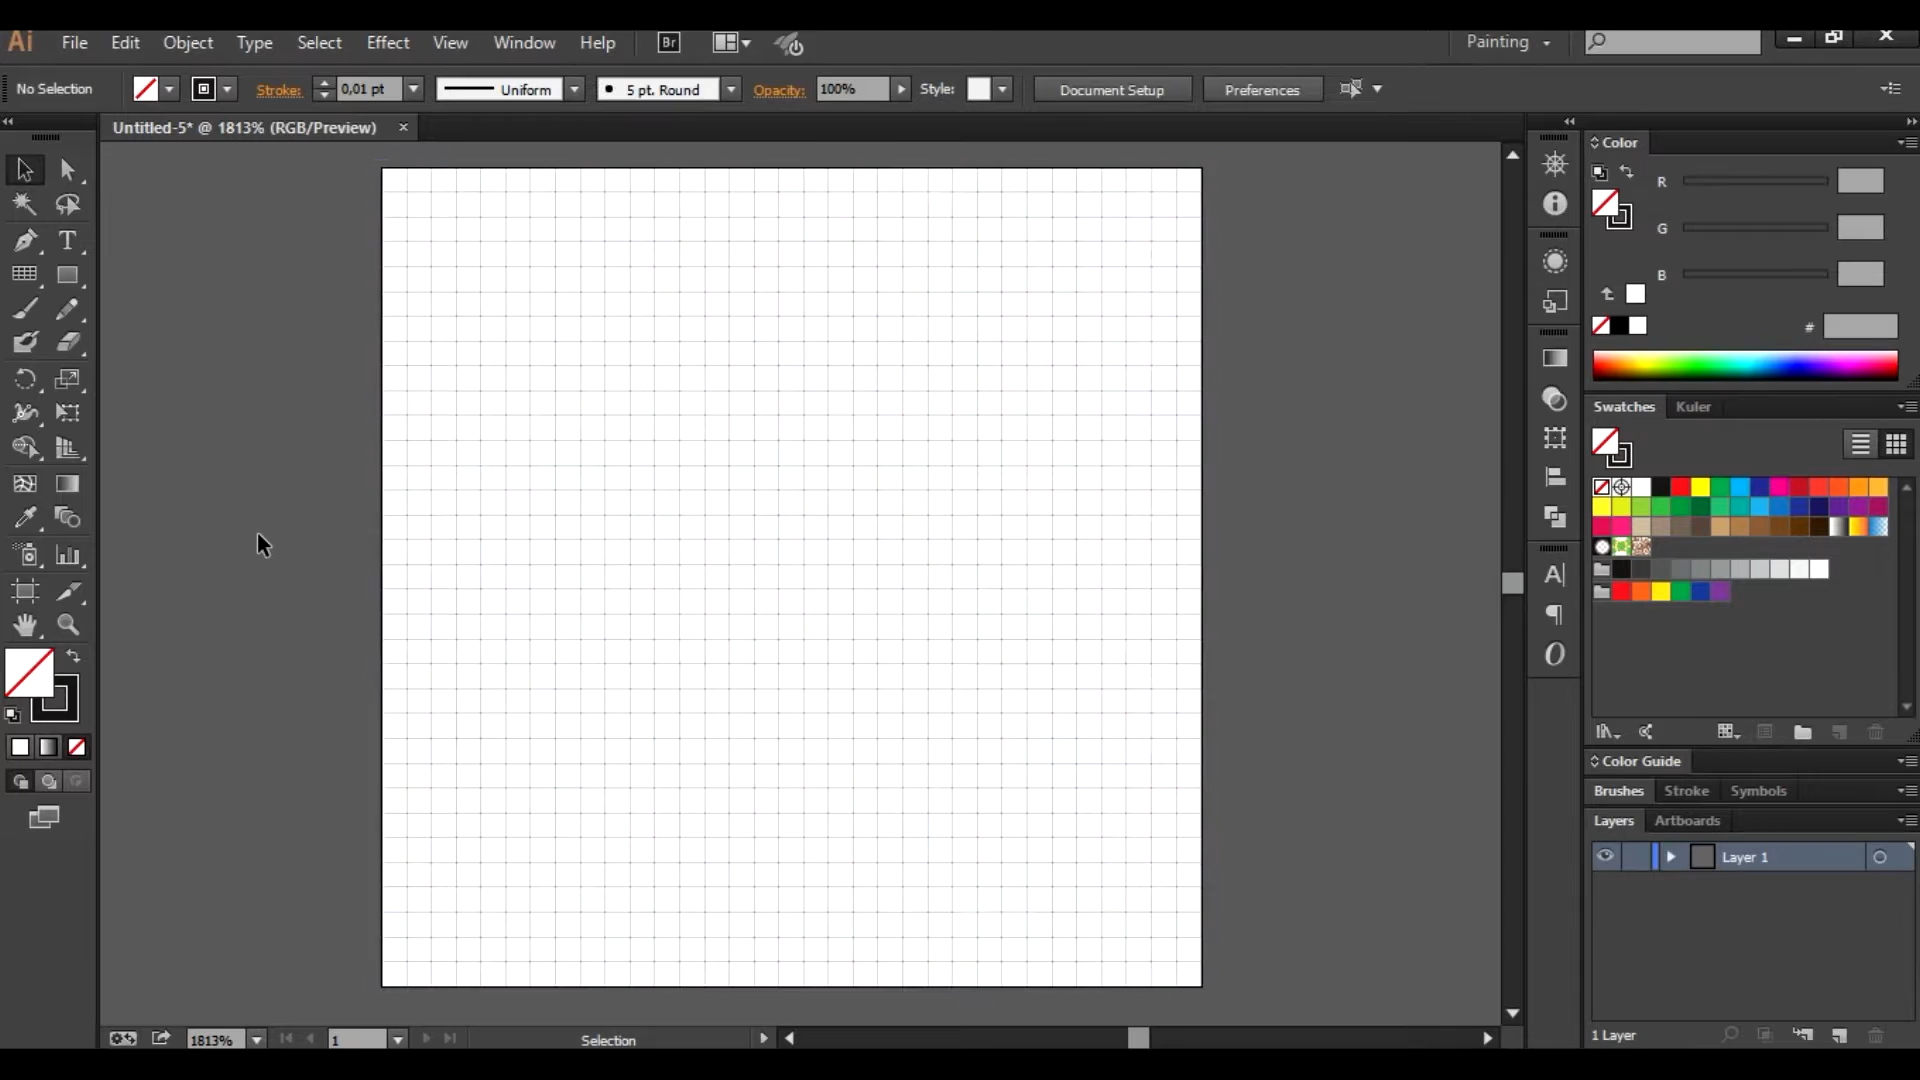 Ai File Edit Object Type Select Effect View Window Help Br Painting
No Selection Stroke: 0,01 pt Uniform 5 pt. Round Opacity: 100% Style: Document Setup Preferences
Untitled-5* @ 1813% (RGB/Preview)
Color
R
G
B
#
Swatches Kuler
Color Guide
Brushes Stroke Symbols
Layers Artboards
Layer 1
1 Layer
1813% 1 Selection